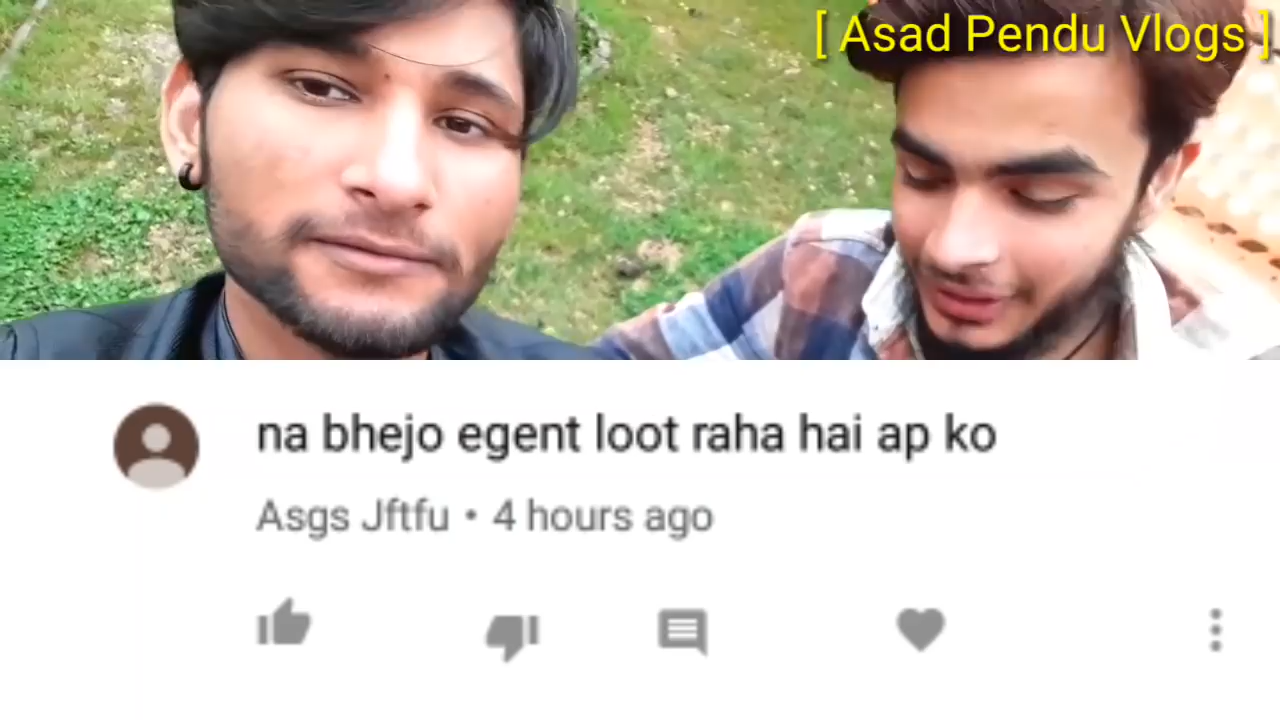 [ Asad Pendu Vlogs ]
na bhejo egent loot raha hai ap ko
Asgs Jftfu • 4 hours ago